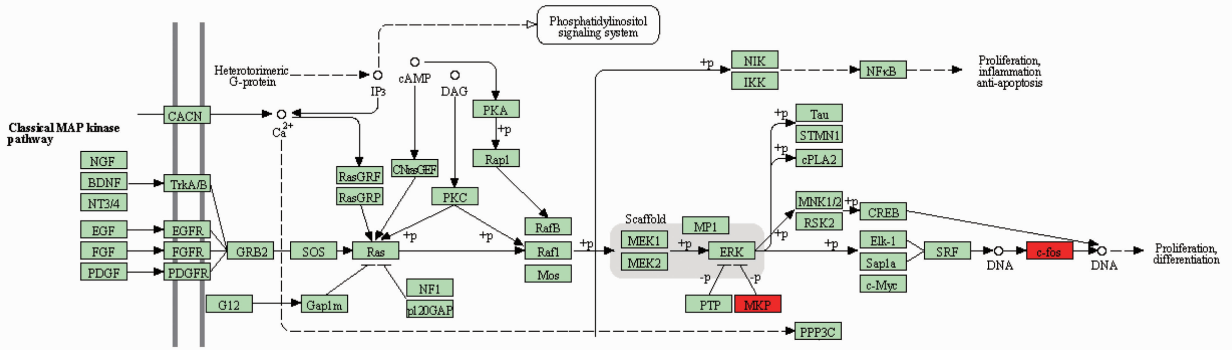 Phosphatidylinositol
signaling system
Heterotorimeric
G-protein
IP3
cAMP
DAG
+p
NIK
IKK
NFκB
Proliferation,
inflammation
anti-apoptosis
CACN
Ca2+
PKA
+p
Rap1
Classical MAP kinase
pathway
NGF
BDNF
NT3/4
TrkA/B
RasGRF
RasGRP
CNrasGEF
PKC
RafB
+p
Tau
STMN1
+p
cPLA2
MNK1/2
RSK2
+p
+p
CREB
EGF
FGF
PDGF
EGFR
FGFR
PDGFR
GRB2
SOS
Ras
+p
+p
Raf1
Mos
+p
Scaffold
MEK1
MEK2
+p
MP1
ERK
+p
Elk-1
Sap1a
c-Myc
SRF
DNA
c-fos
DNA
Proliferation,
differentiation
G12
Gap1m
NF1
p120GAP
-p
-p
PTP
MKP
PPP3C